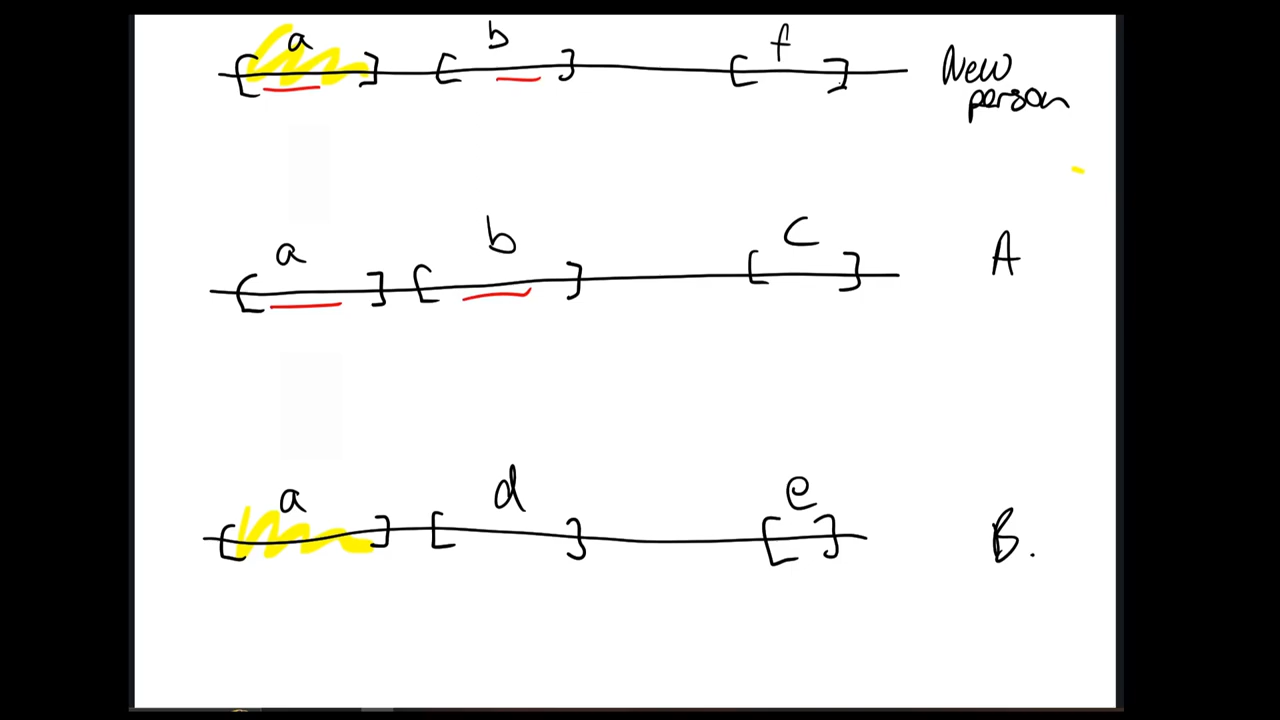 [ a ] [ b ] [ f ] New
person
[ a ] [ b ] [ c ] A
[ a ] [ d ] [ e ] B.